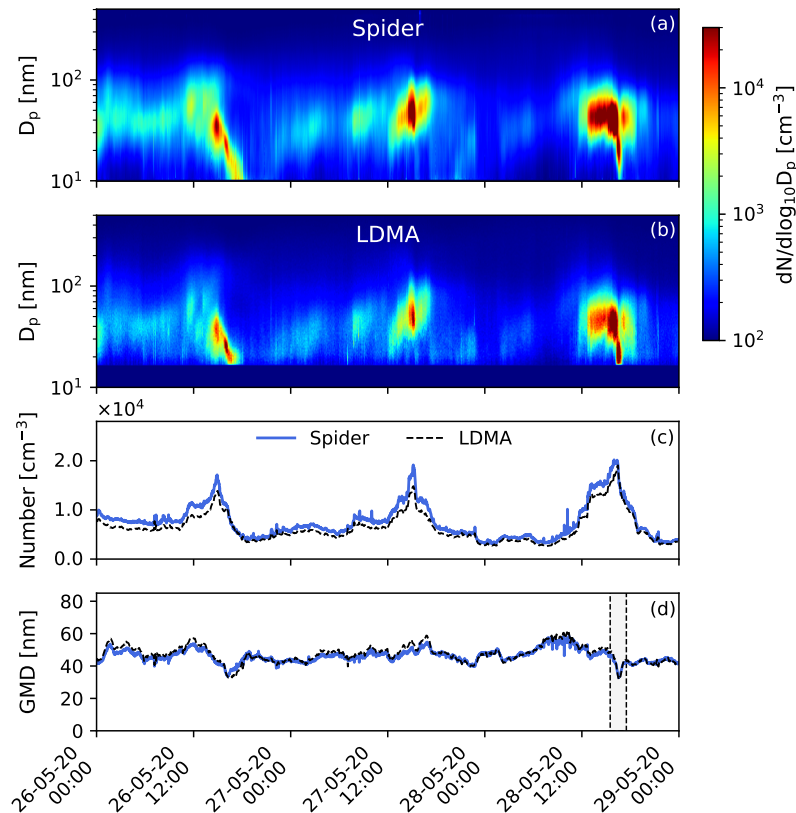 Spider
(a)
10²
10¹
Dₚ [nm]
LDMA
(b)
10²
10¹
Dₚ [nm]
10⁴
10³
10²
dN/dlog₁₀Dₚ [cm⁻³]
×10⁴
Spider
LDMA
(c)
2.0
1.0
0.0
Number [cm⁻³]
(d)
80
60
40
20
0
GMD [nm]
26-05-20
00:00
26-05-20
12:00
27-05-20
00:00
27-05-20
12:00
28-05-20
00:00
28-05-20
12:00
29-05-20
00:00